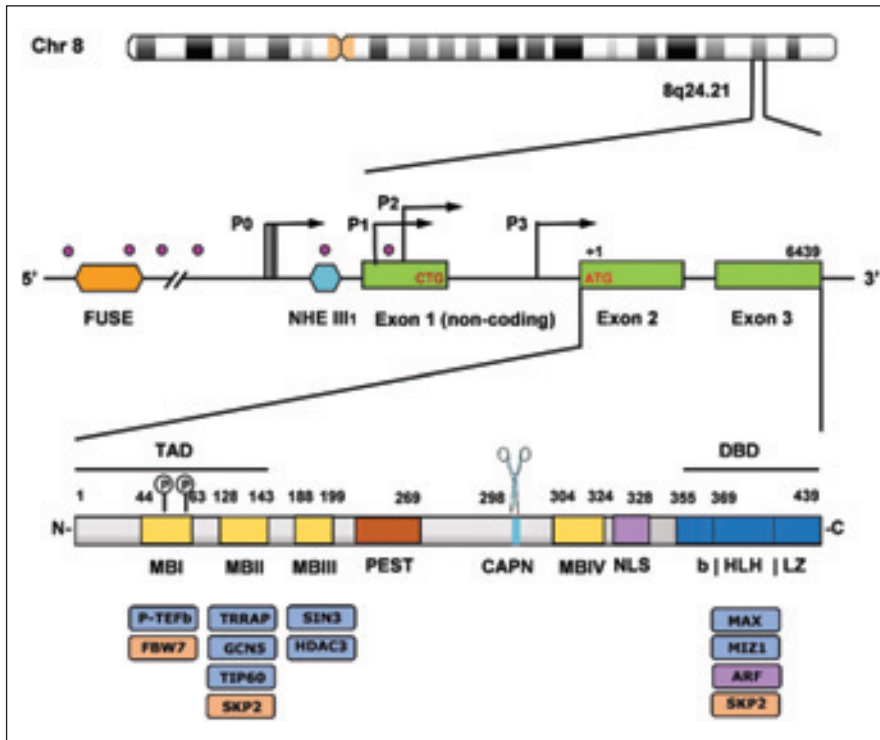 Chr 8
8q24.21
P0
P1
P2
P3
+1
6439
5'
CTG
ATG
3'
FUSE
NHE III1
Exon 1 (non-coding)
Exon 2
Exon 3
TAD
DBD
P P
1 44 63 128 143 188 199 269 298 304 324 328 355 369 439
N- -C
MBI MBII MBIII PEST CAPN MBIV NLS b | HLH | LZ
P-TEFb TRRAP SIN3 MAX
FBW7 GCN5 HDAC3 MIZ1
TIP60 ARF
SKP2 SKP2